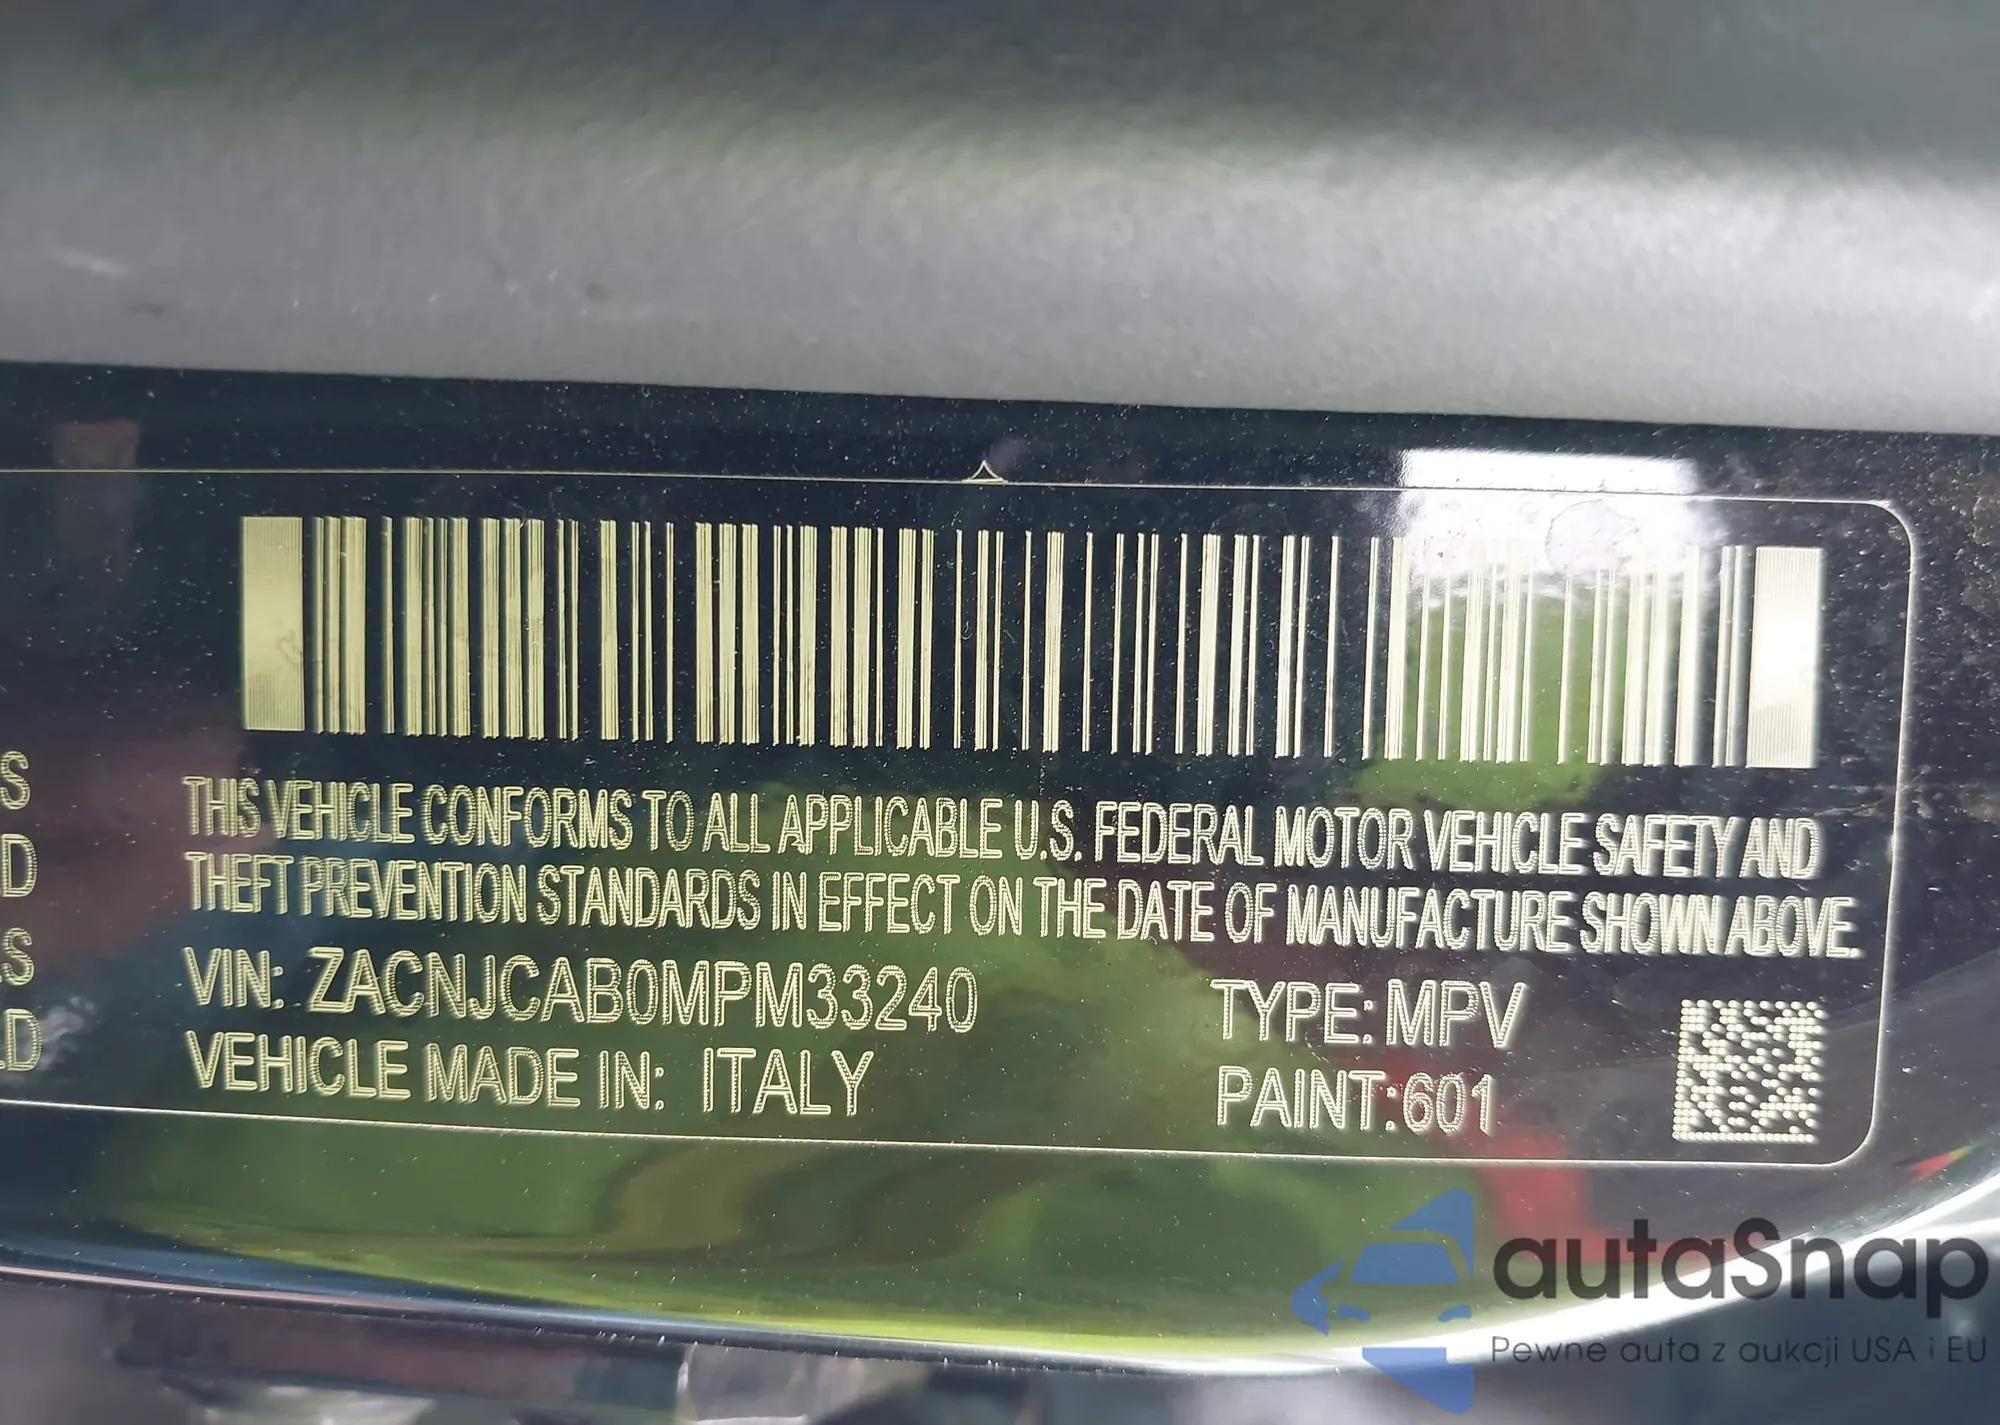 S
D
S
D
THIS VEHICLE CONFORMS TO ALL APPLICABLE U.S. FEDERAL MOTOR VEHICLE SAFETY AND
THEFT PREVENTION STANDARDS IN EFFECT ON THE DATE OF MANUFACTURE SHOWN ABOVE.
VIN: ZACNJCAB0MPM33240
TYPE: MPV
VEHICLE MADE IN: ITALY
PAINT:601
autaSnap
Pewne auta z aukcji USA i EU